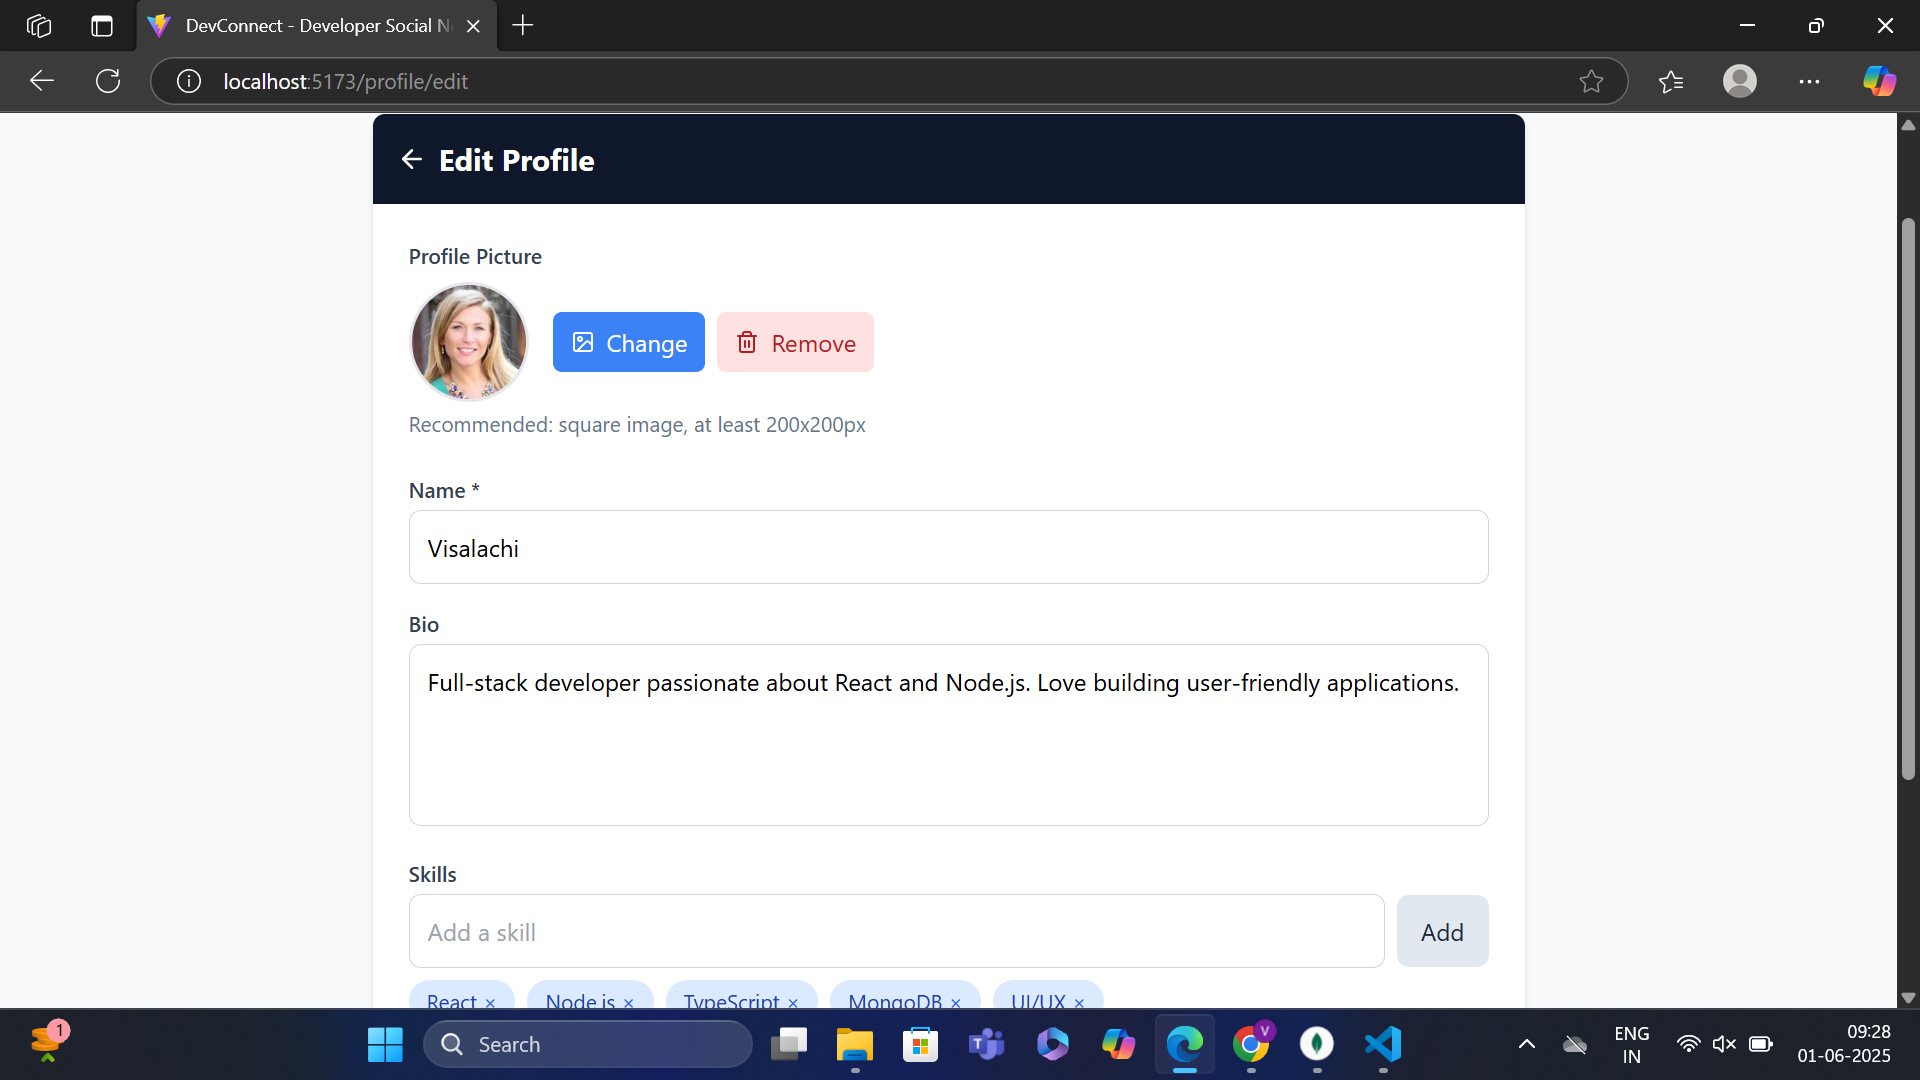 DevConnect - Developer Social N
localhost:5173/profile/edit
Edit Profile
Profile Picture
Change
Remove
Recommended: square image, at least 200x200px
Name *
Visalachi
Bio
Full-stack developer passionate about React and Node.js. Love building user-friendly applications.
Skills
Add a skill
Add
React ×
Node.js ×
TypeScript ×
MongoDB ×
UI/UX ×
1
Search
T
V
ENG
IN
09:28
01-06-2025